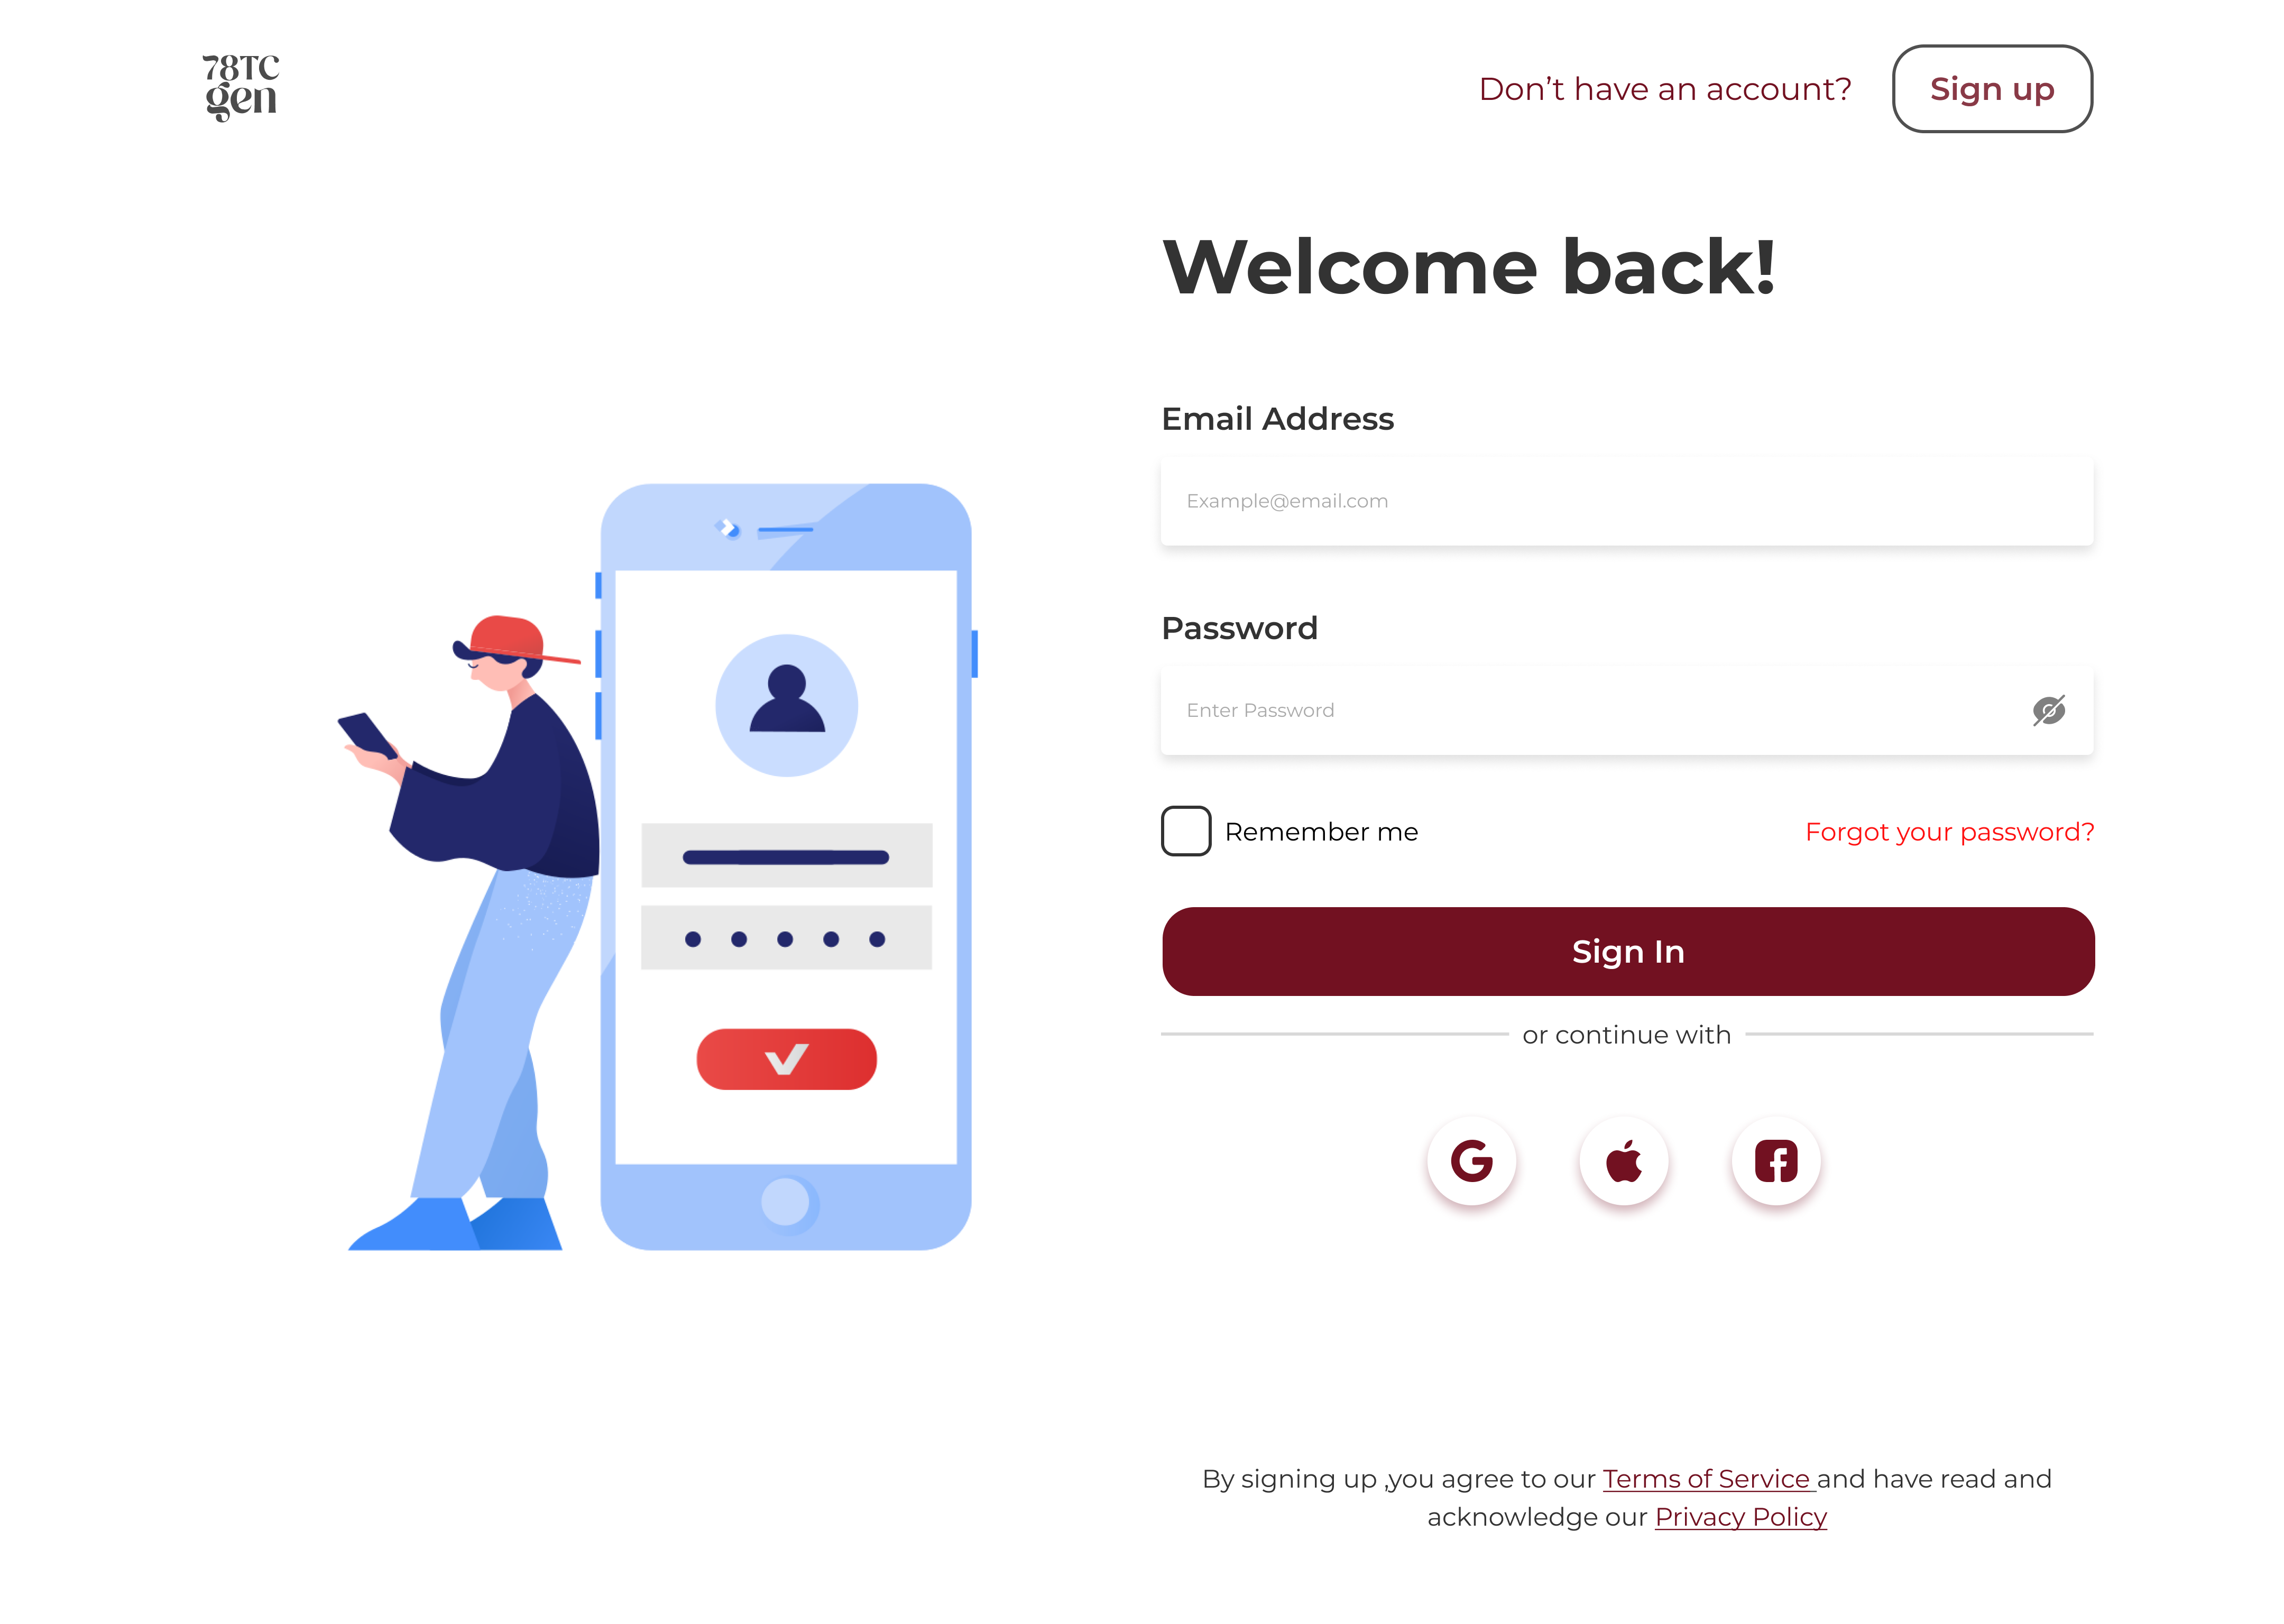 78TC
gen
Don't have an account?
Sign up
Welcome back!
Email Address
Example@email.com
Password
Enter Password
Remember me
Forgot your password?
Sign In
or continue with
By signing up ,you agree to our Terms of Service and have read and
acknowledge our Privacy Policy